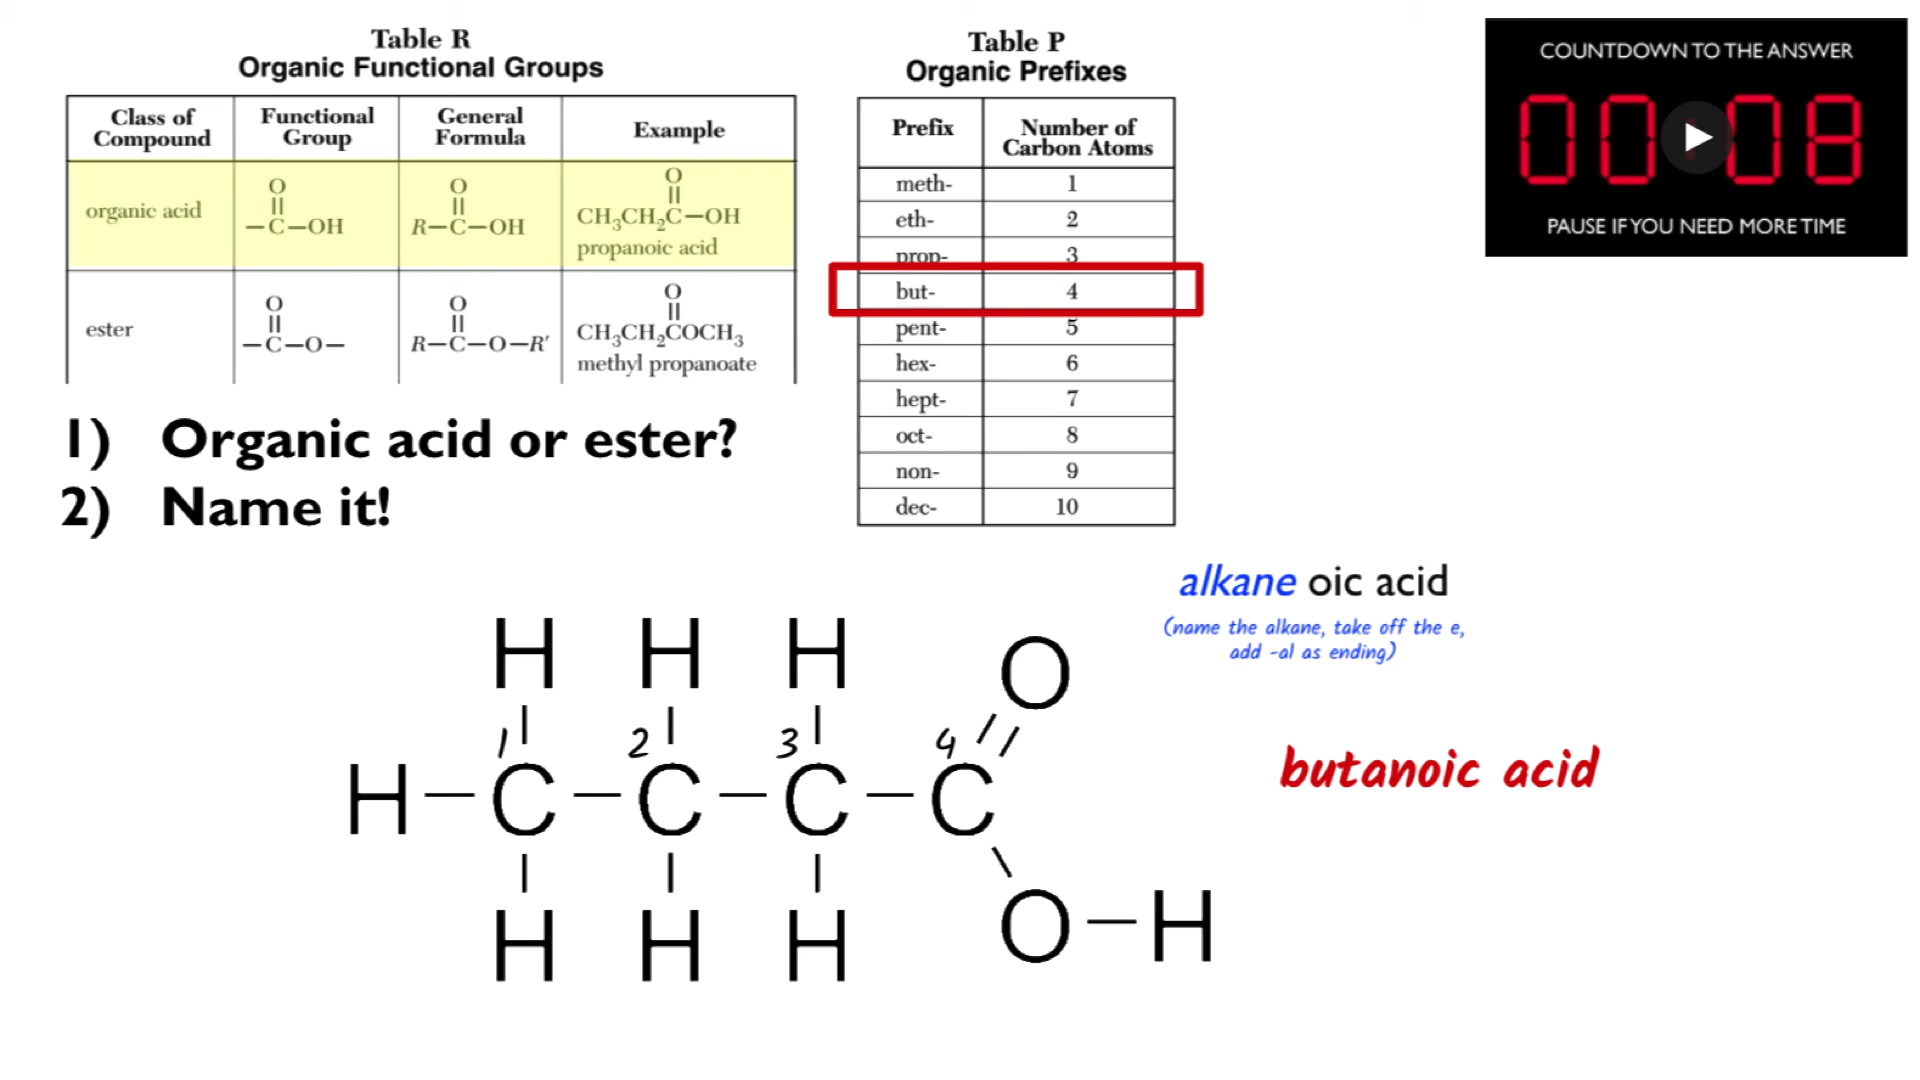 Table R
Organic Functional Groups
Class of Compound Functional Group General Formula Example
organic acid
O
||
—C—OH
O
||
R—C—OH
O
||
CH₃CH₂C—OH
propanoic acid
ester
O
||
—C—O—
O
||
R—C—O—R′
O
||
CH₃CH₂COCH₃
methyl propanoate
Table P
Organic Prefixes
Prefix Number of Carbon Atoms
meth- 1
eth- 2
prop- 3
but- 4
pent- 5
hex- 6
hept- 7
oct- 8
non- 9
dec- 10
COUNTDOWN TO THE ANSWER
00:08
PAUSE IF YOU NEED MORE TIME
1) Organic acid or ester?
2) Name it!
alkane oic acid
(name the alkane, take off the e,
add -al as ending)
H H H O
1 2 3 4
H C C C C
H H H O H
butanoic acid